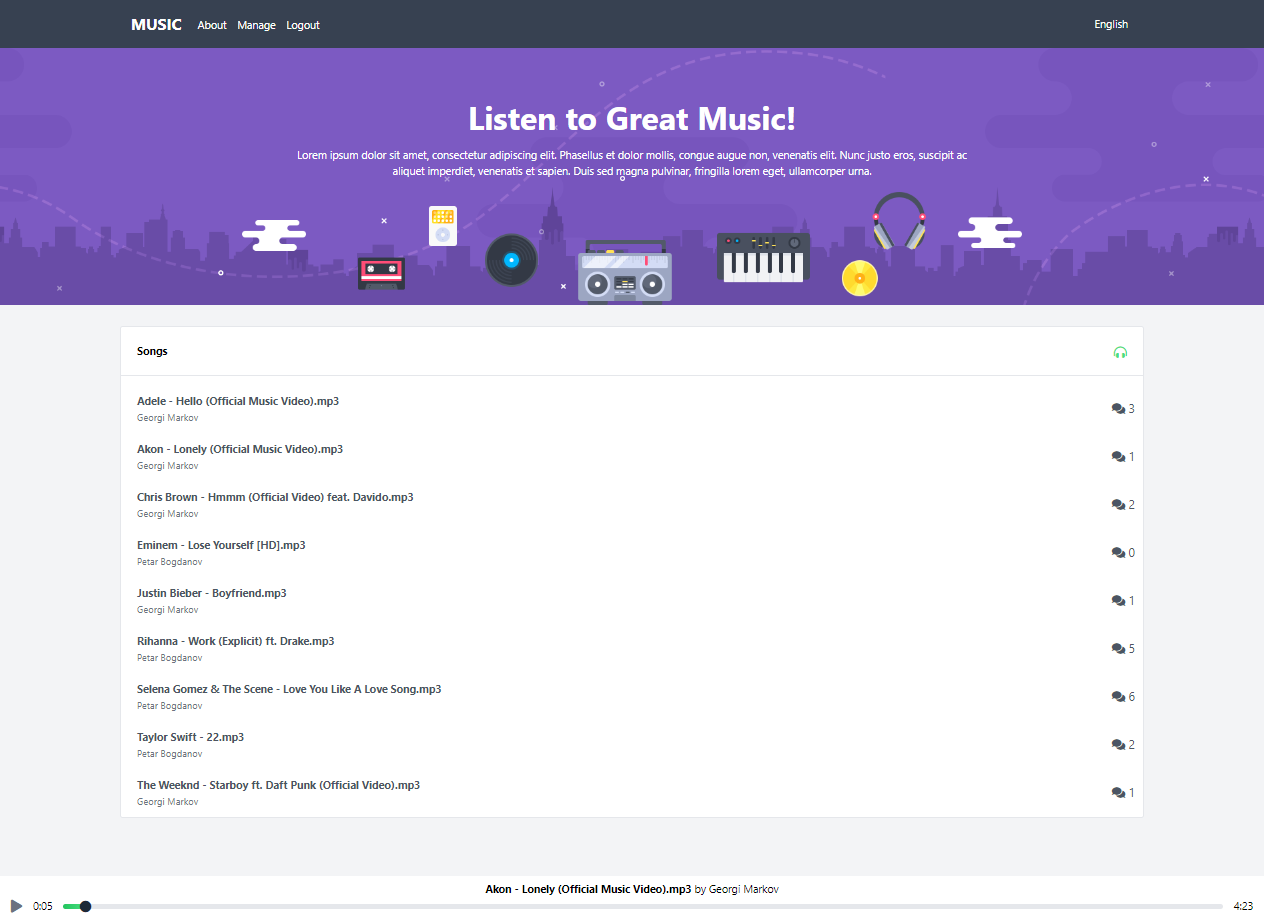 MUSIC About Manage Logout English
Listen to Great Music!
Lorem ipsum dolor sit amet, consectetur adipiscing elit. Phasellus et dolor mollis, congue augue non, venenatis elit. Nunc justo eros, suscipit ac
aliquet imperdiet, venenatis et sapien. Duis sed magna pulvinar, fringilla lorem eget, ullamcorper urna.
Songs
Adele - Hello (Official Music Video).mp3
Georgi Markov
3
Akon - Lonely (Official Music Video).mp3
Georgi Markov
1
Chris Brown - Hmmm (Official Video) feat. Davido.mp3
Georgi Markov
2
Eminem - Lose Yourself [HD].mp3
Petar Bogdanov
0
Justin Bieber - Boyfriend.mp3
Georgi Markov
1
Rihanna - Work (Explicit) ft. Drake.mp3
Petar Bogdanov
5
Selena Gomez & The Scene - Love You Like A Love Song.mp3
Petar Bogdanov
6
Taylor Swift - 22.mp3
Petar Bogdanov
2
The Weeknd - Starboy ft. Daft Punk (Official Video).mp3
Georgi Markov
1
Akon - Lonely (Official Music Video).mp3 by Georgi Markov
0:05 4:23